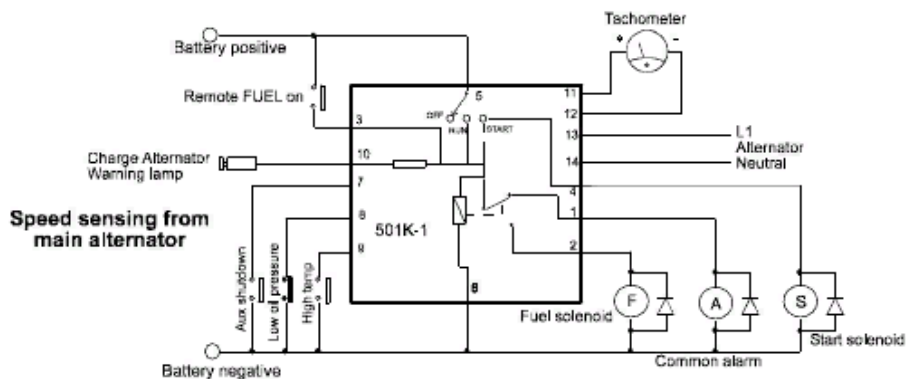 Tachometer
+ -
Battery positive
Remote FUEL on
5
11
OFF
RUN
START
12
3
13
L1
Alternator
10
14
Neutral
Charge Alternator
Warning lamp
7
4
Speed sensing from
main alternator
8
501K-1
1
9
2
6
Aux shutdown
Low oil pressure
High temp
F
A
S
Fuel solenoid
Start solenoid
Common alarm
Battery negative